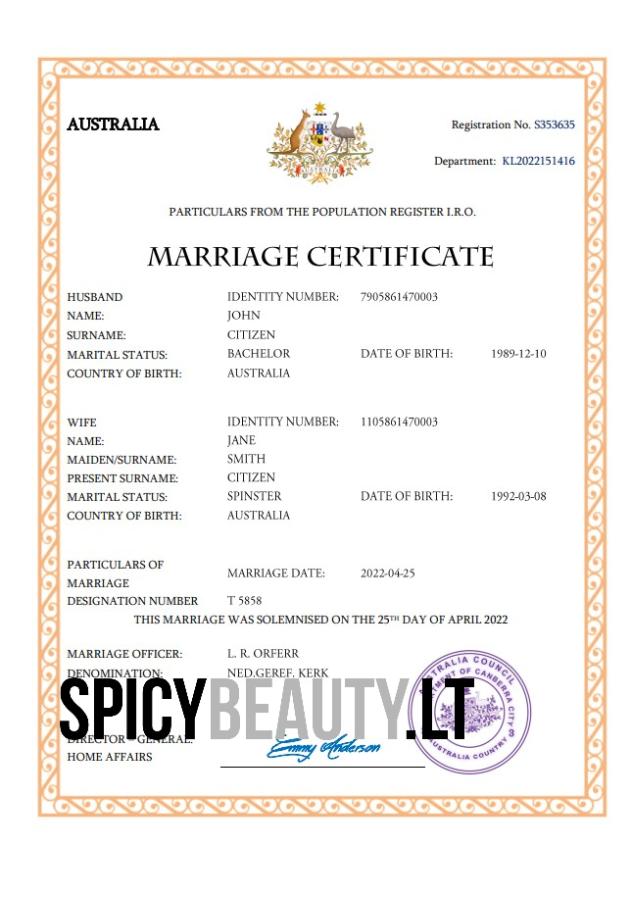 AUSTRALIA
Registration No. S353635
Department: KL2022151416
AUSTRALIA
PARTICULARS FROM THE POPULATION REGISTER I.R.O.
MARRIAGE CERTIFICATE
HUSBAND IDENTITY NUMBER: 7905861470003
NAME: JOHN
SURNAME: CITIZEN
MARITAL STATUS: BACHELOR DATE OF BIRTH: 1989-12-10
COUNTRY OF BIRTH: AUSTRALIA
WIFE IDENTITY NUMBER: 1105861470003
NAME: JANE
MAIDEN/SURNAME: SMITH
PRESENT SURNAME: CITIZEN
MARITAL STATUS: SPINSTER DATE OF BIRTH: 1992-03-08
COUNTRY OF BIRTH: AUSTRALIA
PARTICULARS OF
MARRIAGE MARRIAGE DATE: 2022-04-25
DESIGNATION NUMBER T 5858
THIS MARRIAGE WAS SOLEMNISED ON THE 25TH DAY OF APRIL 2022
MARRIAGE OFFICER: L. R. ORFERR
DENOMINATION: NED.GEREF. KERK
SPICYBEAUTY.LT
DIRECTOR – GENERAL:
HOME AFFAIRS
Emmy Anderson
AUSTRALIA COUNCIL
OF CANBERRA CITY
AUSTRALIA COUNTRY